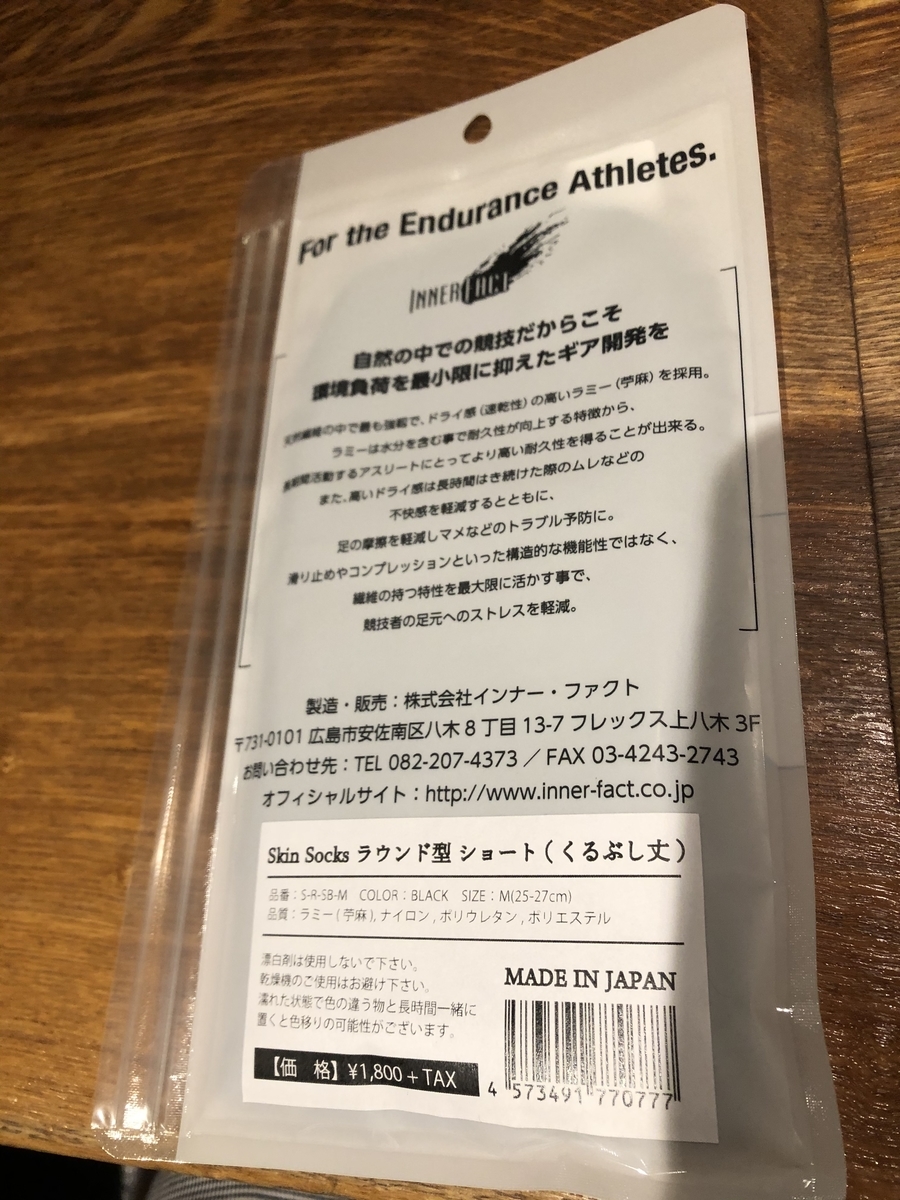 For the Endurance Athletes.
INNER FACT
自然の中での競技だからこそ
環境負荷を最小限に抑えたギア開発を
天然繊維の中で最も強靭で、ドライ感（速乾性）の高いラミー（苧麻）を採用。
ラミーは水分を含む事で耐久性が向上する特徴から、
長時間活動するアスリートにとってより高い耐久性を得ることが出来る。
また、高いドライ感は長時間はき続けた際のムレなどの
不快感を軽減するとともに、
足の摩擦を軽減しマメなどのトラブル予防に。
滑り止めやコンプレッションといった構造的な機能性ではなく、
繊維の持つ特性を最大限に活かす事で、
競技者の足元へのストレスを軽減。
製造・販売：株式会社インナー・ファクト
〒731-0101 広島市安佐南区八木８丁目 13-7 フレックス上八木 3F
お問い合わせ先：TEL 082-207-4373 ／ FAX 03-4243-2743
オフィシャルサイト：http://www.inner-fact.co.jp
Skin Socks ラウンド型 ショート ( くるぶし丈 )
品番：S-R-SB-M COLOR：BLACK SIZE：M(25-27cm)
品質：ラミー ( 苧麻 ), ナイロン , ポリウレタン , ポリエステル
漂白剤は使用しないで下さい。
乾燥機のご使用はお避け下さい。
濡れた状態で色の違う物と長時間一緒に
置くと色移りの可能性がございます。
MADE IN JAPAN
【価　格】¥1,800 + TAX
4 573491 770777